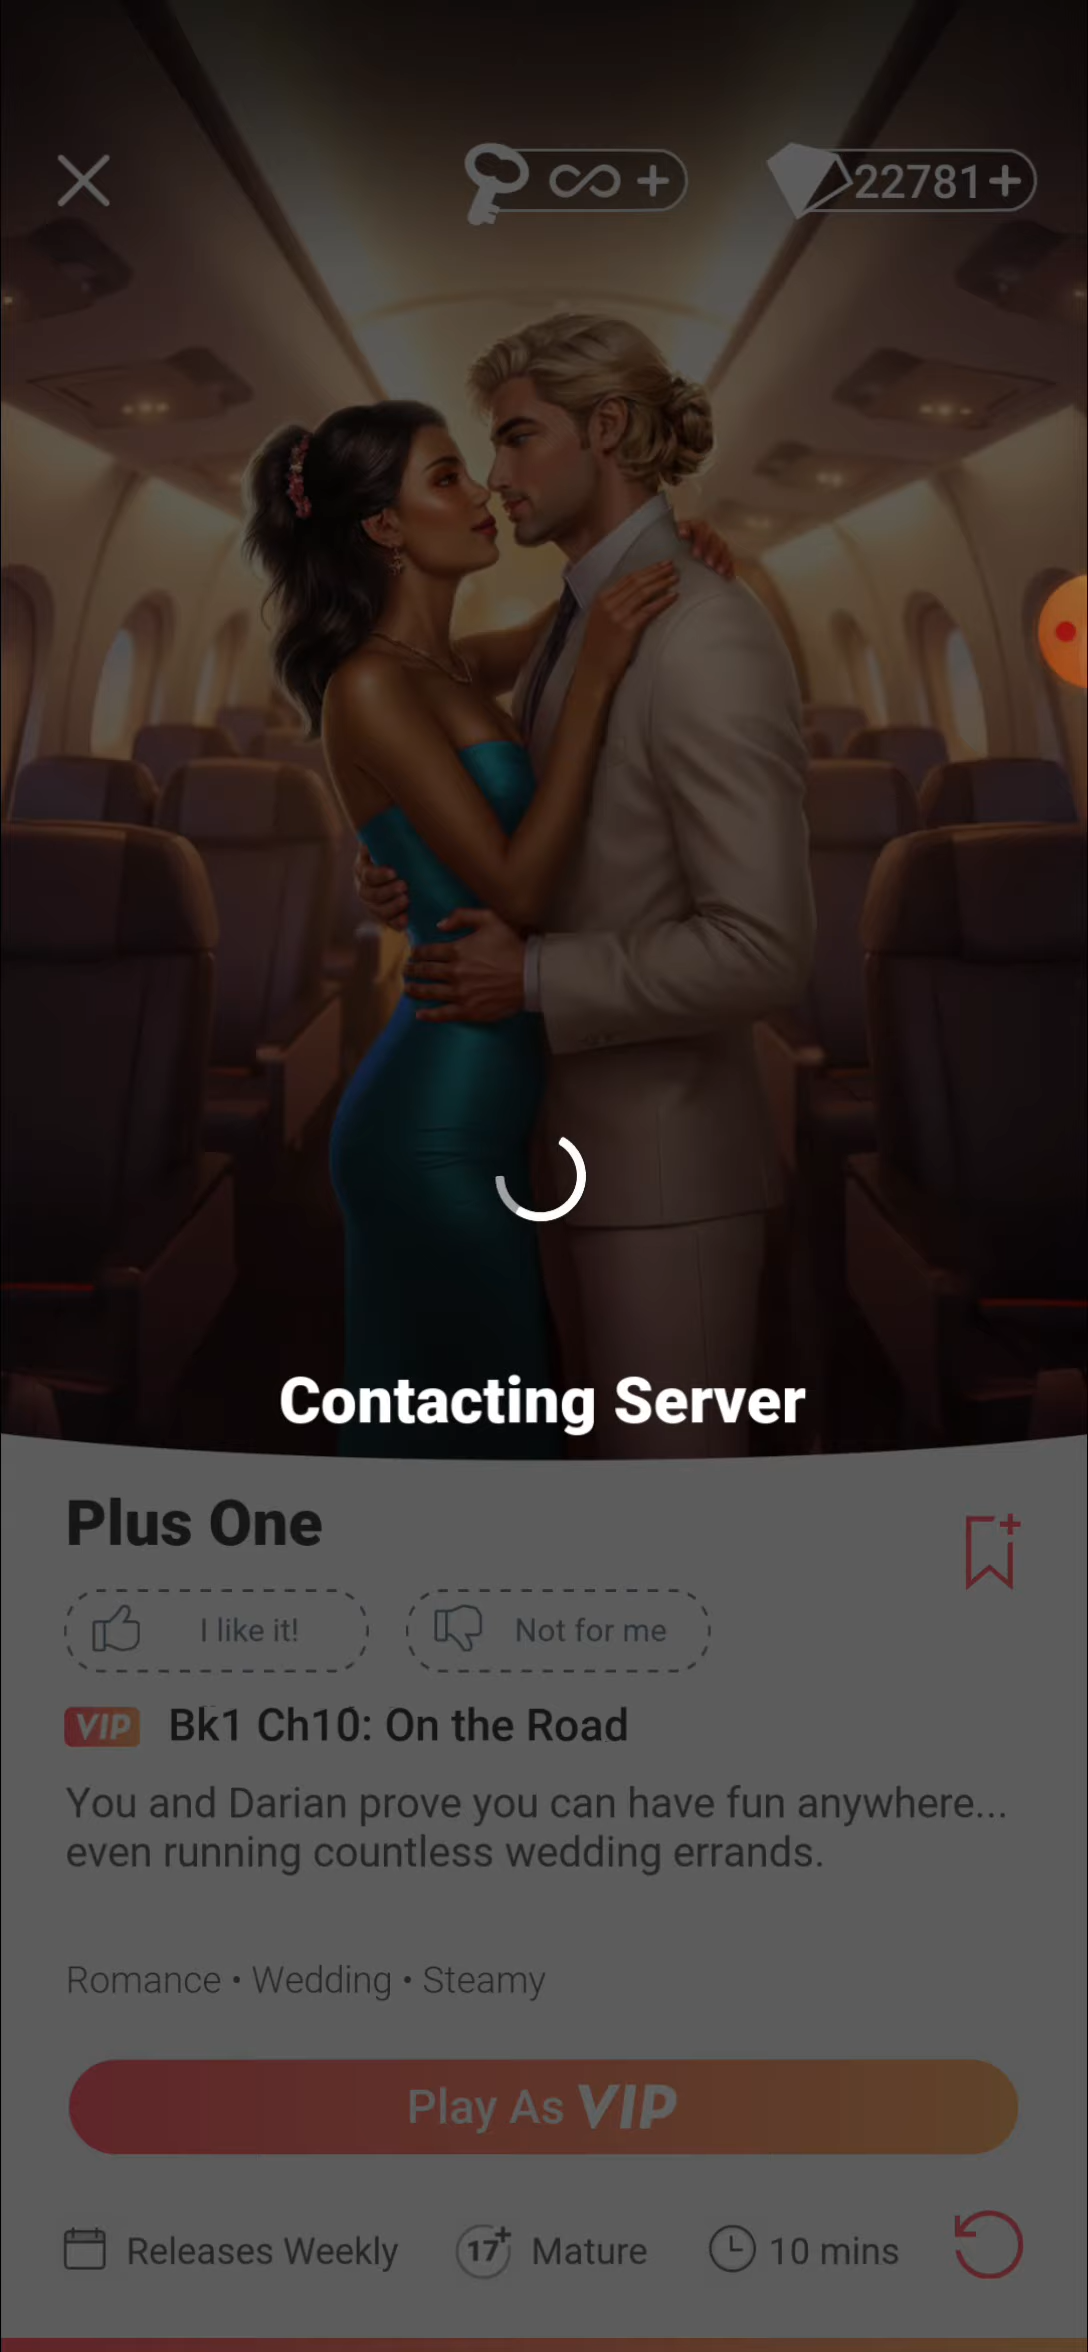 22781
Contacting Server
Plus One
I like it!
Not for me
VIP Bk1 Ch10: On the Road
You and Darian prove you can have fun anywhere...
even running countless wedding errands.
Romance • Wedding • Steamy
Play As VIP
Releases Weekly
17+ Mature
10 mins